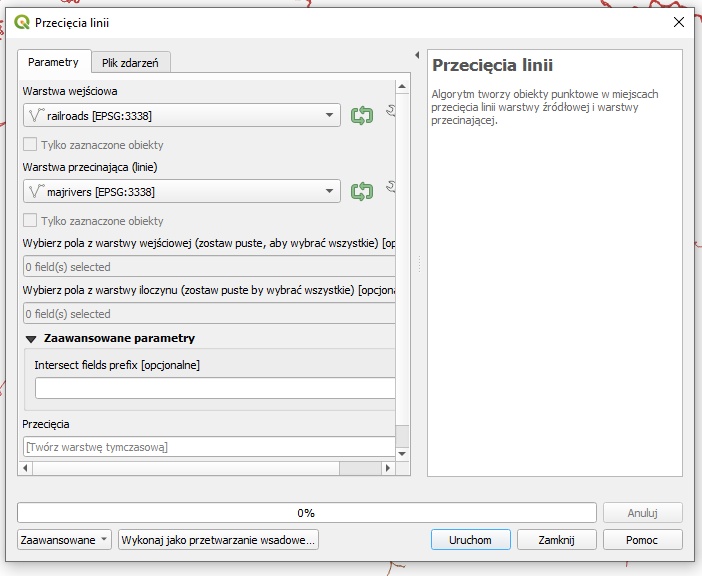 Przecięcia linii
Parametry
Plik zdarzeń
Warstwa wejściowa
railroads [EPSG:3338]
Tylko zaznaczone obiekty
Warstwa przecinająca (linie)
majrivers [EPSG:3338]
Tylko zaznaczone obiekty
Wybierz pola z warstwy wejściowej (zostaw puste, aby wybrać wszystkie) [op
0 field(s) selected
Wybierz pola z warstwy iloczynu (zostaw puste by wybrać wszystkie) [opcjona
0 field(s) selected
Zaawansowane parametry
Intersect fields prefix [opcjonalne]
Przecięcia
[Twórz warstwę tymczasową]
Przecięcia linii
Algorytm tworzy obiekty punktowe w miejscach
przecięcia linii warstwy źródłowej i warstwy
przecinającej.
0%
Anuluj
Zaawansowane
Wykonaj jako przetwarzanie wsadowe...
Uruchom
Zamknij
Pomoc